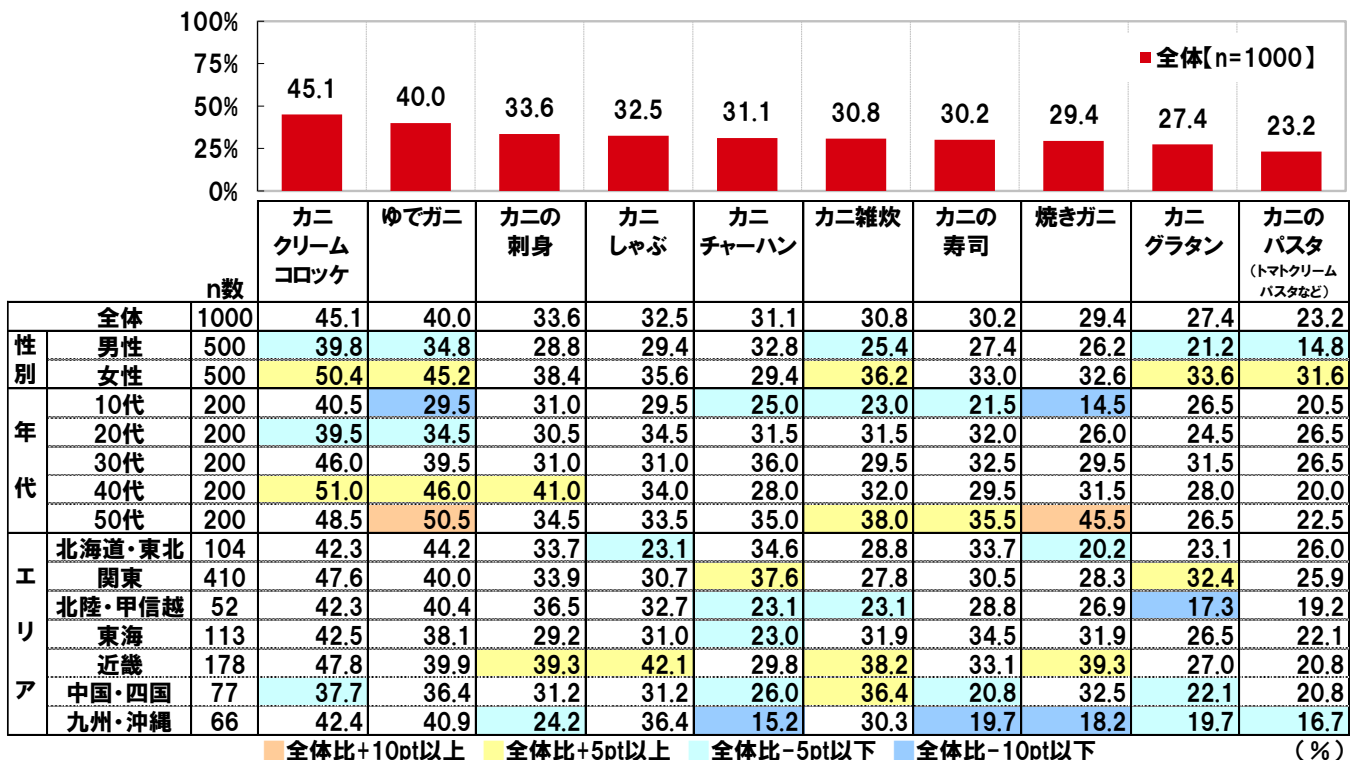 100%
75%
50%
25%
0%
■全体【n=1000】
45.1 40.0 33.6 32.5 31.1 30.8 30.2 29.4 27.4 23.2
n数 カニクリームコロッケ ゆでガニ カニの刺身 カニしゃぶ カニチャーハン カニ雑炊 カニの寿司 焼きガニ カニグラタン カニのパスタ(トマトクリームパスタなど)
全体 1000 45.1 40.0 33.6 32.5 31.1 30.8 30.2 29.4 27.4 23.2
性別
男性 500 39.8 34.8 28.8 29.4 32.8 25.4 27.4 26.2 21.2 14.8
女性 500 50.4 45.2 38.4 35.6 29.4 36.2 33.0 32.6 33.6 31.6
年代
10代 200 40.5 29.5 31.0 29.5 25.0 23.0 21.5 14.5 26.5 20.5
20代 200 39.5 34.5 30.5 34.5 31.5 31.5 32.0 26.0 24.5 26.5
30代 200 46.0 39.5 31.0 31.0 36.0 29.5 32.5 29.5 31.5 26.5
40代 200 51.0 46.0 41.0 34.0 28.0 32.0 29.5 31.5 28.0 20.0
50代 200 48.5 50.5 34.5 33.5 35.0 38.0 35.5 45.5 26.5 22.5
エリア
北海道・東北 104 42.3 44.2 33.7 23.1 34.6 28.8 33.7 20.2 23.1 26.0
関東 410 47.6 40.0 33.9 30.7 37.6 27.8 30.5 28.3 32.4 25.9
北陸・甲信越 52 42.3 40.4 36.5 32.7 23.1 23.1 28.8 26.9 17.3 19.2
東海 113 42.5 38.1 29.2 31.0 23.0 31.9 34.5 31.9 26.5 22.1
近畿 178 47.8 39.9 39.3 42.1 29.8 38.2 33.1 39.3 27.0 20.8
中国・四国 77 37.7 36.4 31.2 31.2 26.0 36.4 20.8 32.5 22.1 20.8
九州・沖縄 66 42.4 40.9 24.2 36.4 15.2 30.3 19.7 18.2 19.7 16.7
全体比+10pt以上 全体比+5pt以上 全体比-5pt以下 全体比-10pt以下 (%)